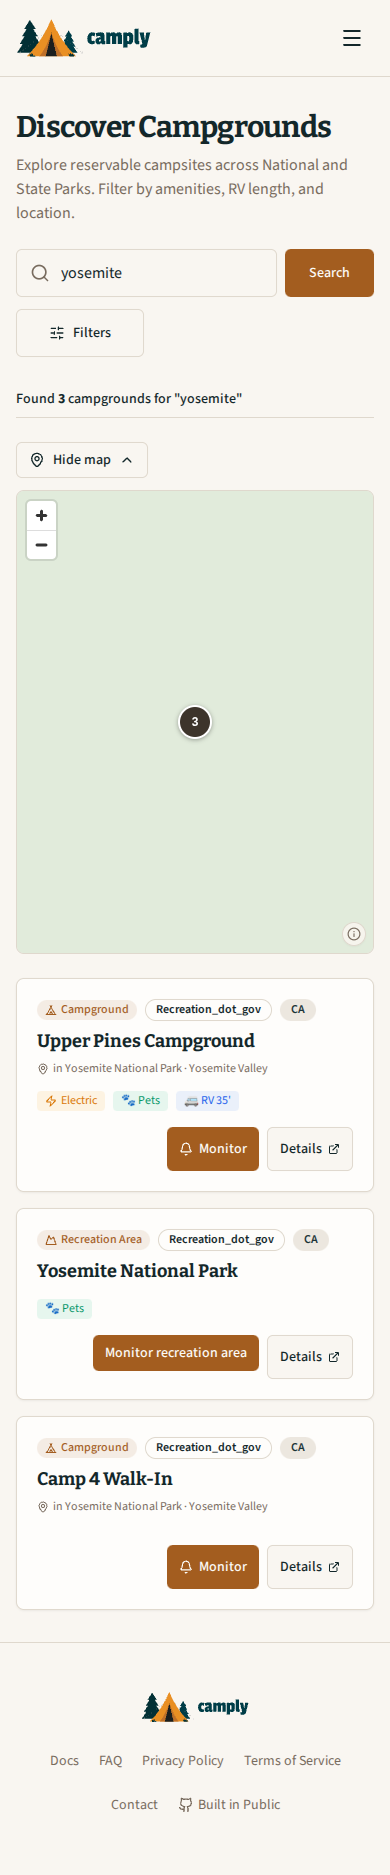 camply
Discover Campgrounds
Explore reservable campsites across National and
State Parks. Filter by amenities, RV length, and
location.
yosemite
Search
Filters
Found 3 campgrounds for "yosemite"
Hide map
+
−
3
Campground
Recreation_dot_gov
CA
Upper Pines Campground
in Yosemite National Park · Yosemite Valley
Electric
Pets
RV 35'
Monitor
Details
Recreation Area
Recreation_dot_gov
CA
Yosemite National Park
Pets
Monitor recreation area
Details
Campground
Recreation_dot_gov
CA
Camp 4 Walk-In
in Yosemite National Park · Yosemite Valley
Monitor
Details
camply
Docs
FAQ
Privacy Policy
Terms of Service
Contact
Built in Public